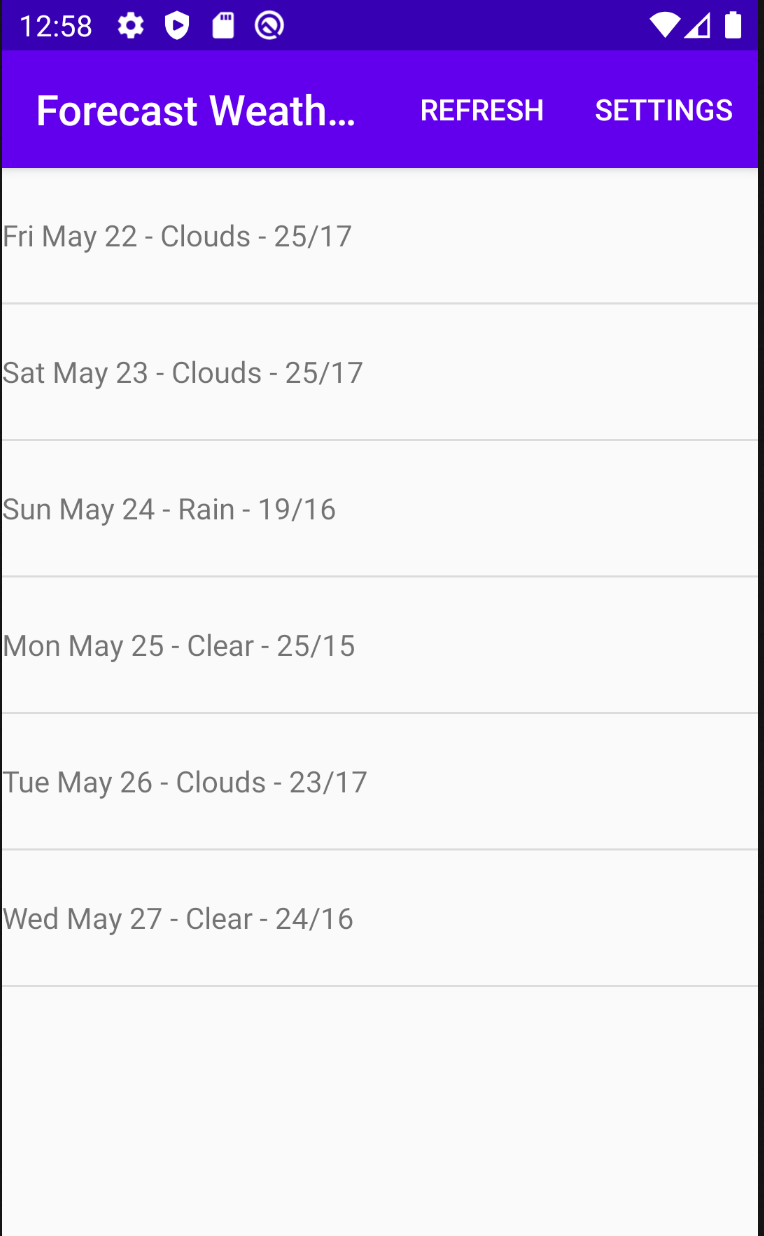 12:58
Forecast Weath... REFRESH SETTINGS
Fri May 22 - Clouds - 25/17
Sat May 23 - Clouds - 25/17
Sun May 24 - Rain - 19/16
Mon May 25 - Clear - 25/15
Tue May 26 - Clouds - 23/17
Wed May 27 - Clear - 24/16